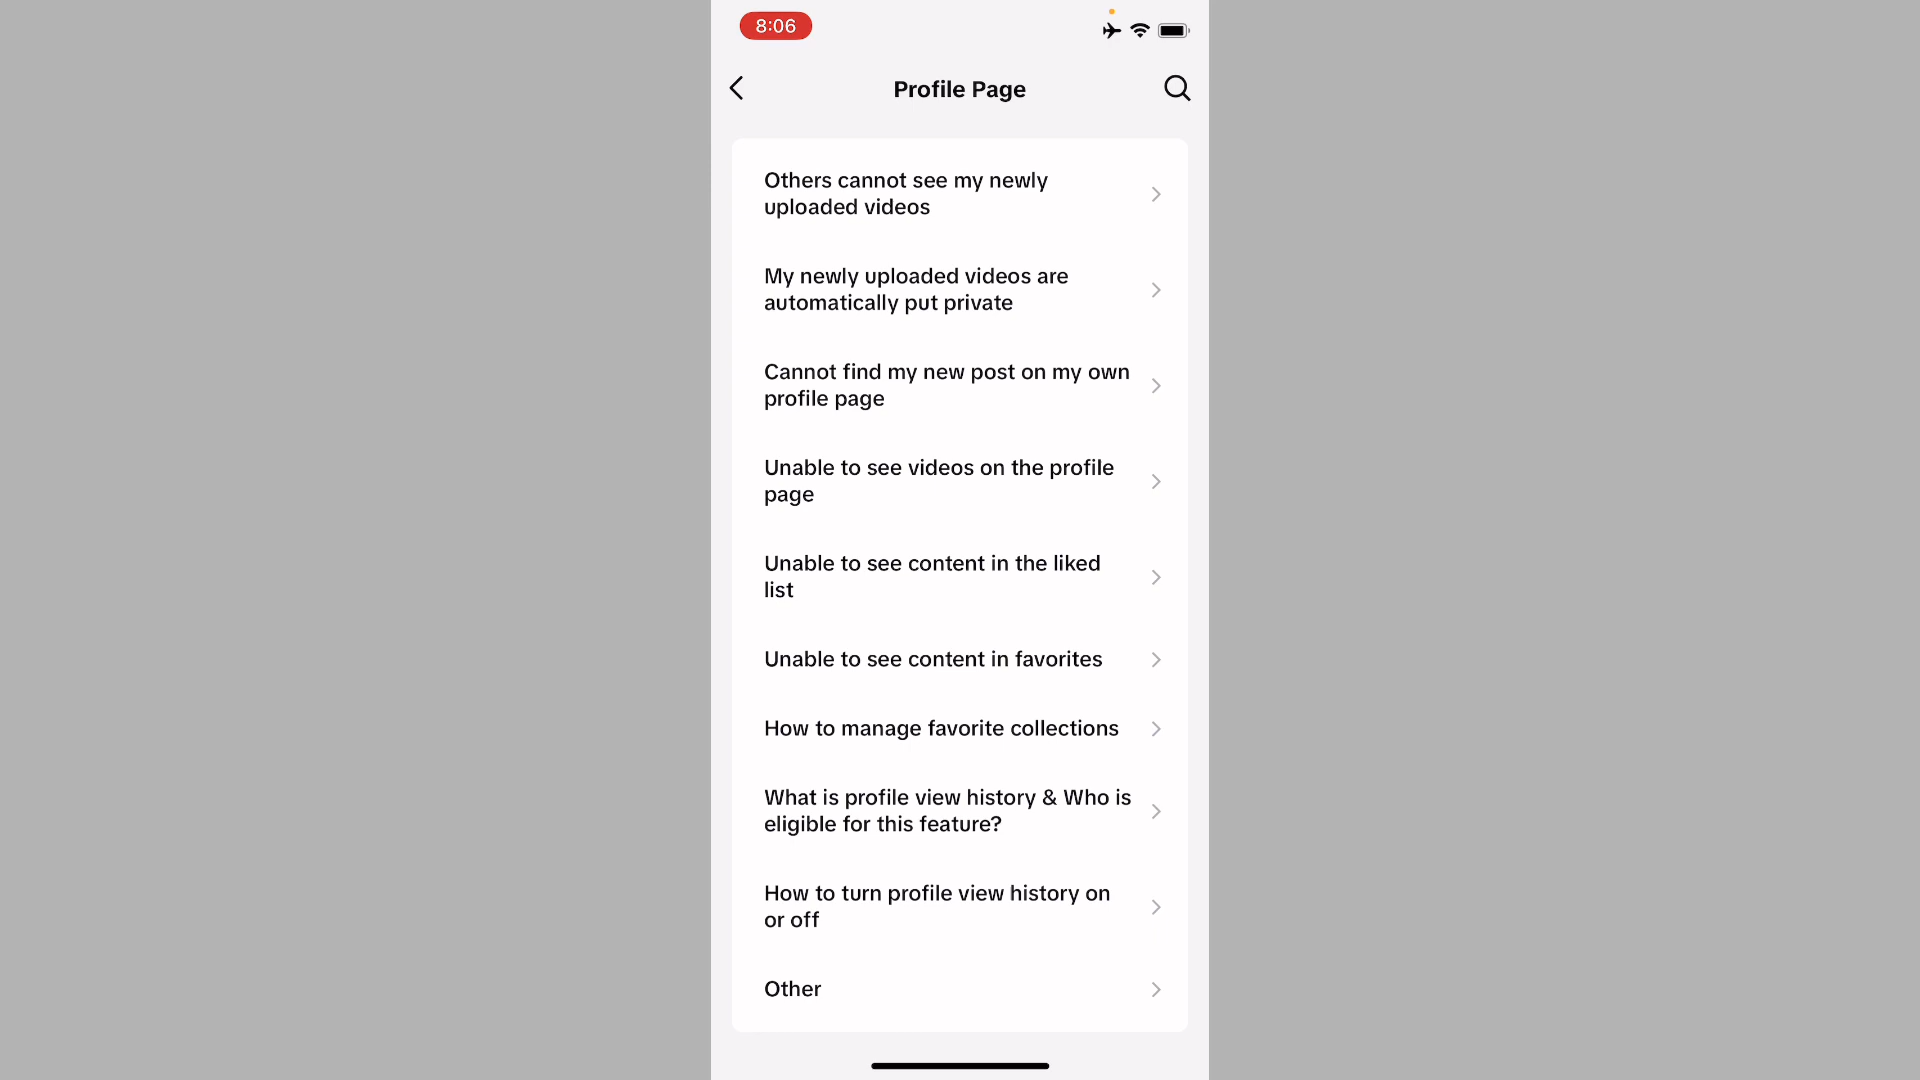 8:06
Profile Page
Others cannot see my newly
uploaded videos
My newly uploaded videos are
automatically put private
Cannot find my new post on my own
profile page
Unable to see videos on the profile
page
Unable to see content in the liked
list
Unable to see content in favorites
How to manage favorite collections
What is profile view history & Who is
eligible for this feature?
How to turn profile view history on
or off
Other